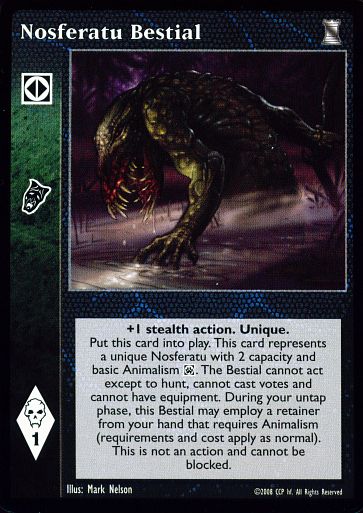 Nosferatu Bestial
+1 stealth action. Unique.
Put this card into play. This card represents
a unique Nosferatu with 2 capacity and
basic Animalism. The Bestial cannot act
except to hunt, cannot cast votes and
cannot have equipment. During your untap
phase, this Bestial may employ a retainer
from your hand that requires Animalism
(requirements and cost apply as normal).
This is not an action and cannot be
blocked.
1
Illus: Mark Nelson
©2008 CCP hf. All Rights Reserved